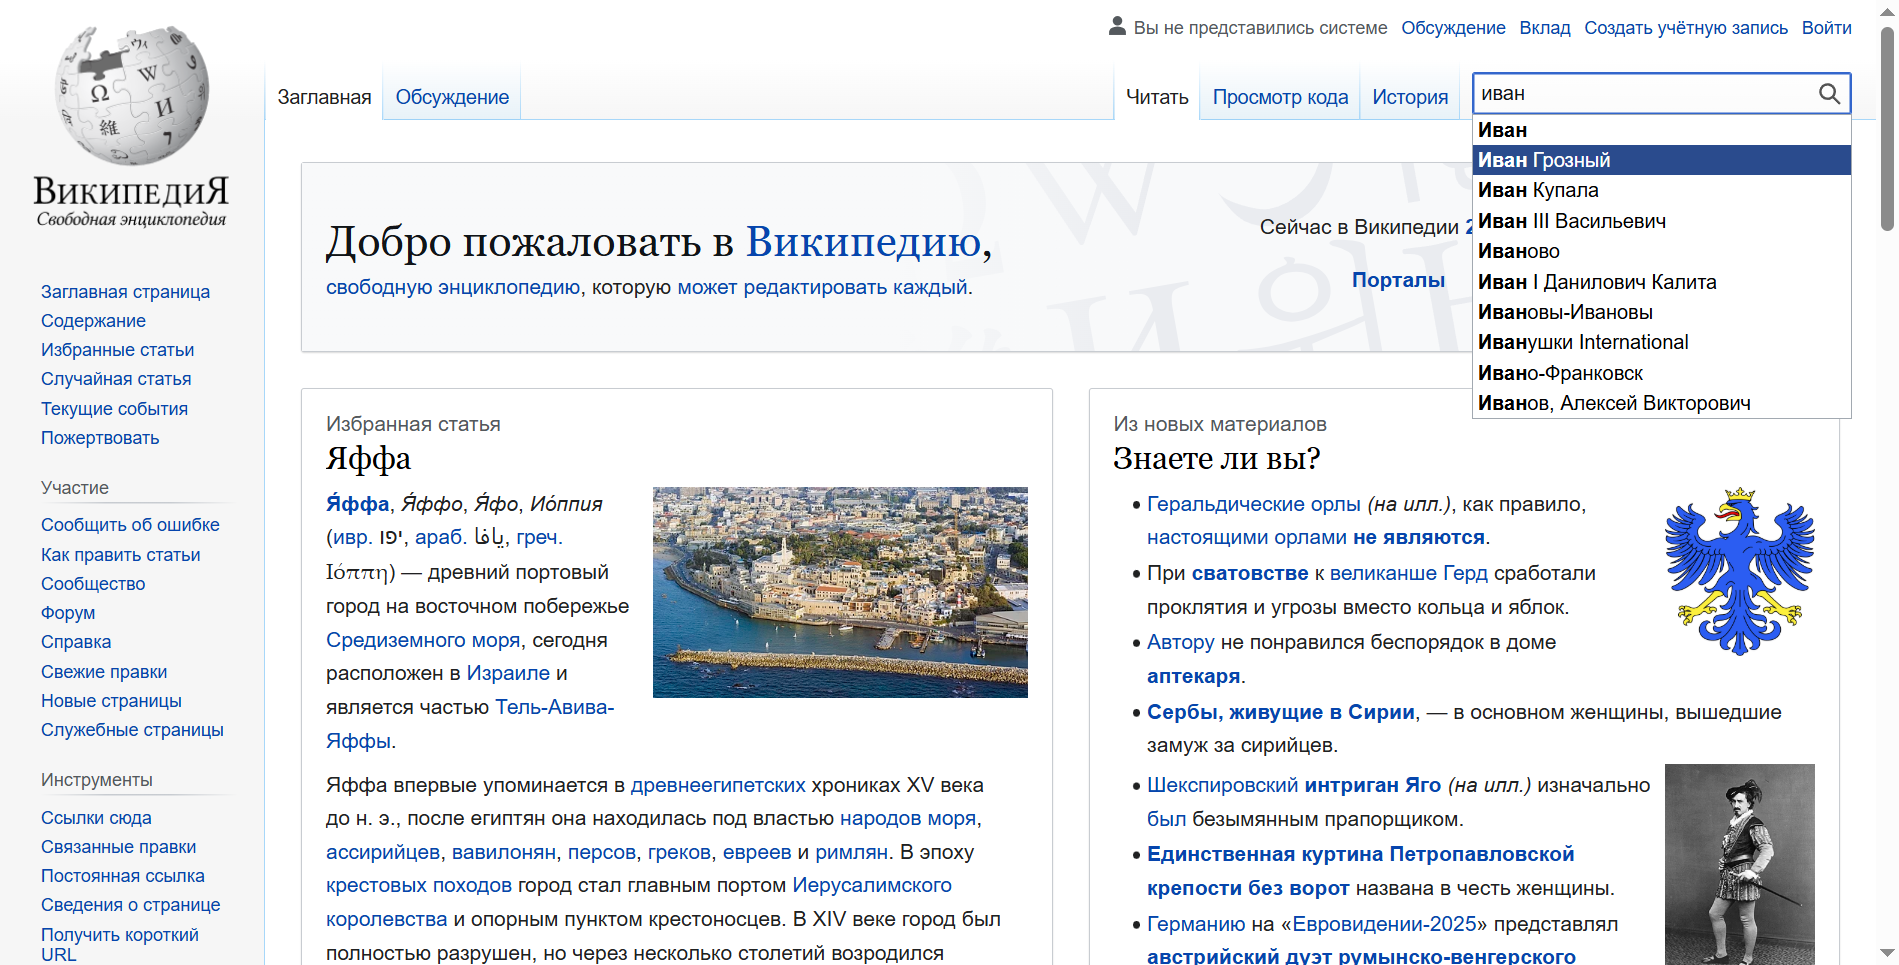 Вы не представились системе Обсуждение Вклад Создать учётную запись Войти
Заглавная Обсуждение Читать Просмотр кода История иван
Иван
Иван Грозный
Иван Купала
Иван III Васильевич
Иваново
Иван I Данилович Калита
Ивановы-Ивановы
Иванушки International
Ивано-Франковск
Иванов, Алексей Викторович
ВикипедиЯ
Свободная энциклопедия
Заглавная страница
Содержание
Избранные статьи
Случайная статья
Текущие события
Пожертвовать
Участие
Сообщить об ошибке
Как править статьи
Сообщество
Форум
Справка
Свежие правки
Новые страницы
Служебные страницы
Инструменты
Ссылки сюда
Связанные правки
Постоянная ссылка
Сведения о странице
Получить короткий
URL
Добро пожаловать в Википедию,
свободную энциклопедию, которую может редактировать каждый.
Сейчас в Википедии 2
Порталы
Избранная статья
Яффа
Я́ффа, Я́ффо, Я́фо, Ио́ппия
(ивр. יפו, араб. يافا, греч.
Ιόππη) — древний портовый
город на восточном побережье
Средиземного моря, сегодня
расположен в Израиле и
является частью Тель-Авива-
Яффы.
Яффа впервые упоминается в древнеегипетских хрониках XV века
до н. э., после египтян она находилась под властью народов моря,
ассирийцев, вавилонян, персов, греков, евреев и римлян. В эпоху
крестовых походов город стал главным портом Иерусалимского
королевства и опорным пунктом крестоносцев. В XIV веке город был
полностью разрушен, но через несколько столетий возродился
Из новых материалов
Знаете ли вы?
Геральдические орлы (на илл.), как правило,
настоящими орлами не являются.
При сватовстве к великанше Герд сработали
проклятия и угрозы вместо кольца и яблок.
Автору не понравился беспорядок в доме
аптекаря.
Сербы, живущие в Сирии, — в основном женщины, вышедшие
замуж за сирийцев.
Шекспировский интриган Яго (на илл.) изначально
был безымянным прапорщиком.
Единственная куртина Петропавловской
крепости без ворот названа в честь женщины.
Германию на «Евровидении-2025» представлял
австрийский дуэт румынско-венгерского